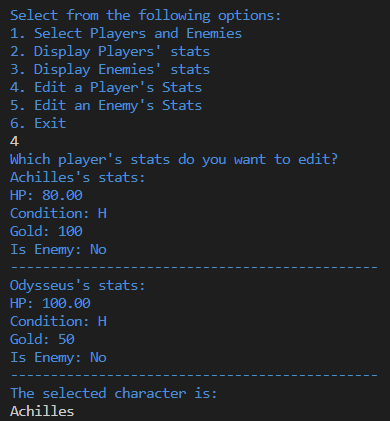 Select from the following options:
1. Select Players and Enemies
2. Display Players' stats
3. Display Enemies' stats
4. Edit a Player's Stats
5. Edit an Enemy's Stats
6. Exit
4
Which player's stats do you want to edit?
Achilles's stats:
HP: 80.00
Condition: H
Gold: 100
Is Enemy: No
----------------------------------------------
Odysseus's stats:
HP: 100.00
Condition: H
Gold: 50
Is Enemy: No
----------------------------------------------
The selected character is:
Achilles